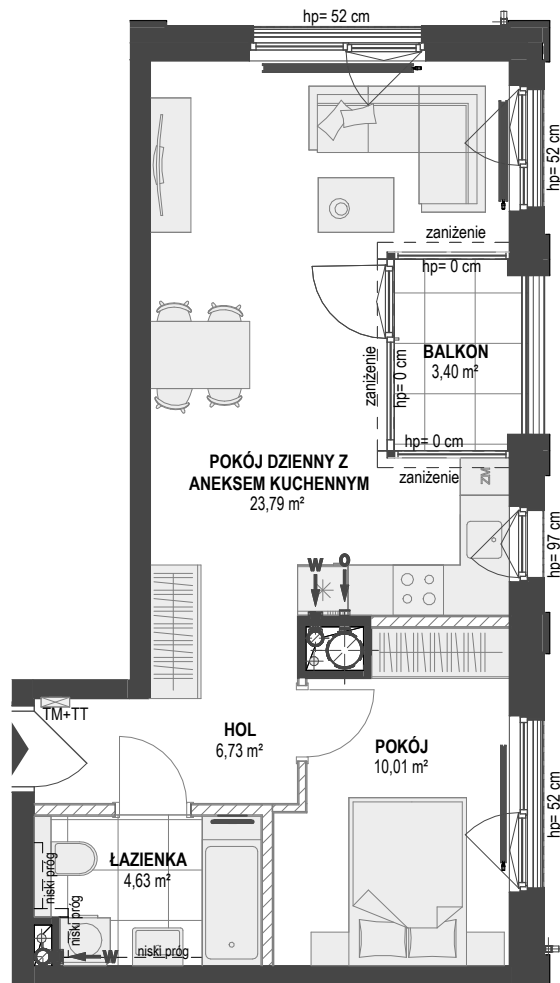 hp= 52 cm
hp= 52 cm
zaniżenie
hp= 0 cm
BALKON
3,40 m²
zaniżenie
hp= 0 cm
hp= 0 cm
zaniżenie
POKÓJ DZIENNY Z
ANEKSEM KUCHENNYM
23,79 m²
ZM
hp= 97 cm
W
O
TM+TT
HOL
6,73 m²
POKÓJ
10,01 m²
hp= 52 cm
ŁAZIENKA
4,63 m²
niski próg
niski próg
W
niski próg